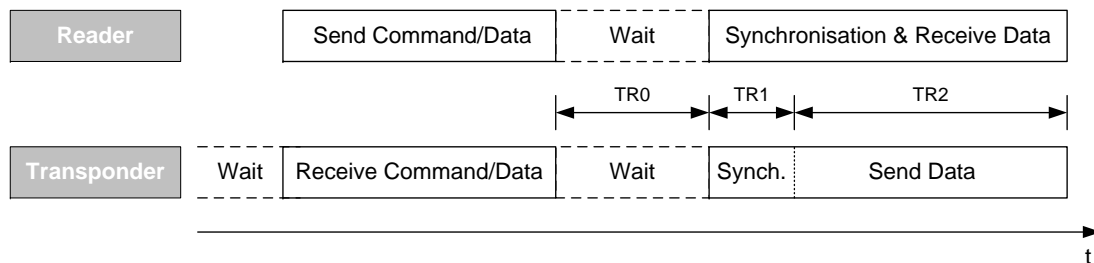 Reader
Send Command/Data
Wait
Synchronisation & Receive Data
TR0
TR1
TR2
Transponder
Wait
Receive Command/Data
Wait
Synch.
Send Data
t